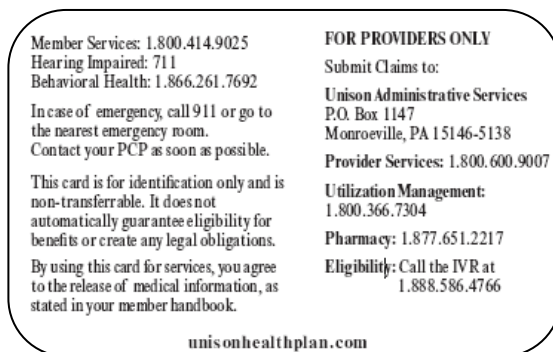 Member Services: 1.800.414.9025
Hearing Impaired: 711
Behavioral Health: 1.866.261.7692
In case of emergency, call 911 or go to
the nearest emergency room.
Contact your PCP as soon as possible.
This card is for identification only and is
non-transferrable. It does not
automatically guarantee eligibility for
benefits or create any legal obligations.
By using this card for services, you agree
to the release of medical information, as
stated in your member handbook.
FOR PROVIDERS ONLY
Submit Claims to:
Unison Administrative Services
P.O. Box 1147
Monroeville, PA 15146-5138
Provider Services: 1.800.600.9007
Utilization Management:
1.800.366.7304
Pharmacy: 1.877.651.2217
Eligibility: Call the IVR at
1.888.586.4766
unisonhealthplan.com